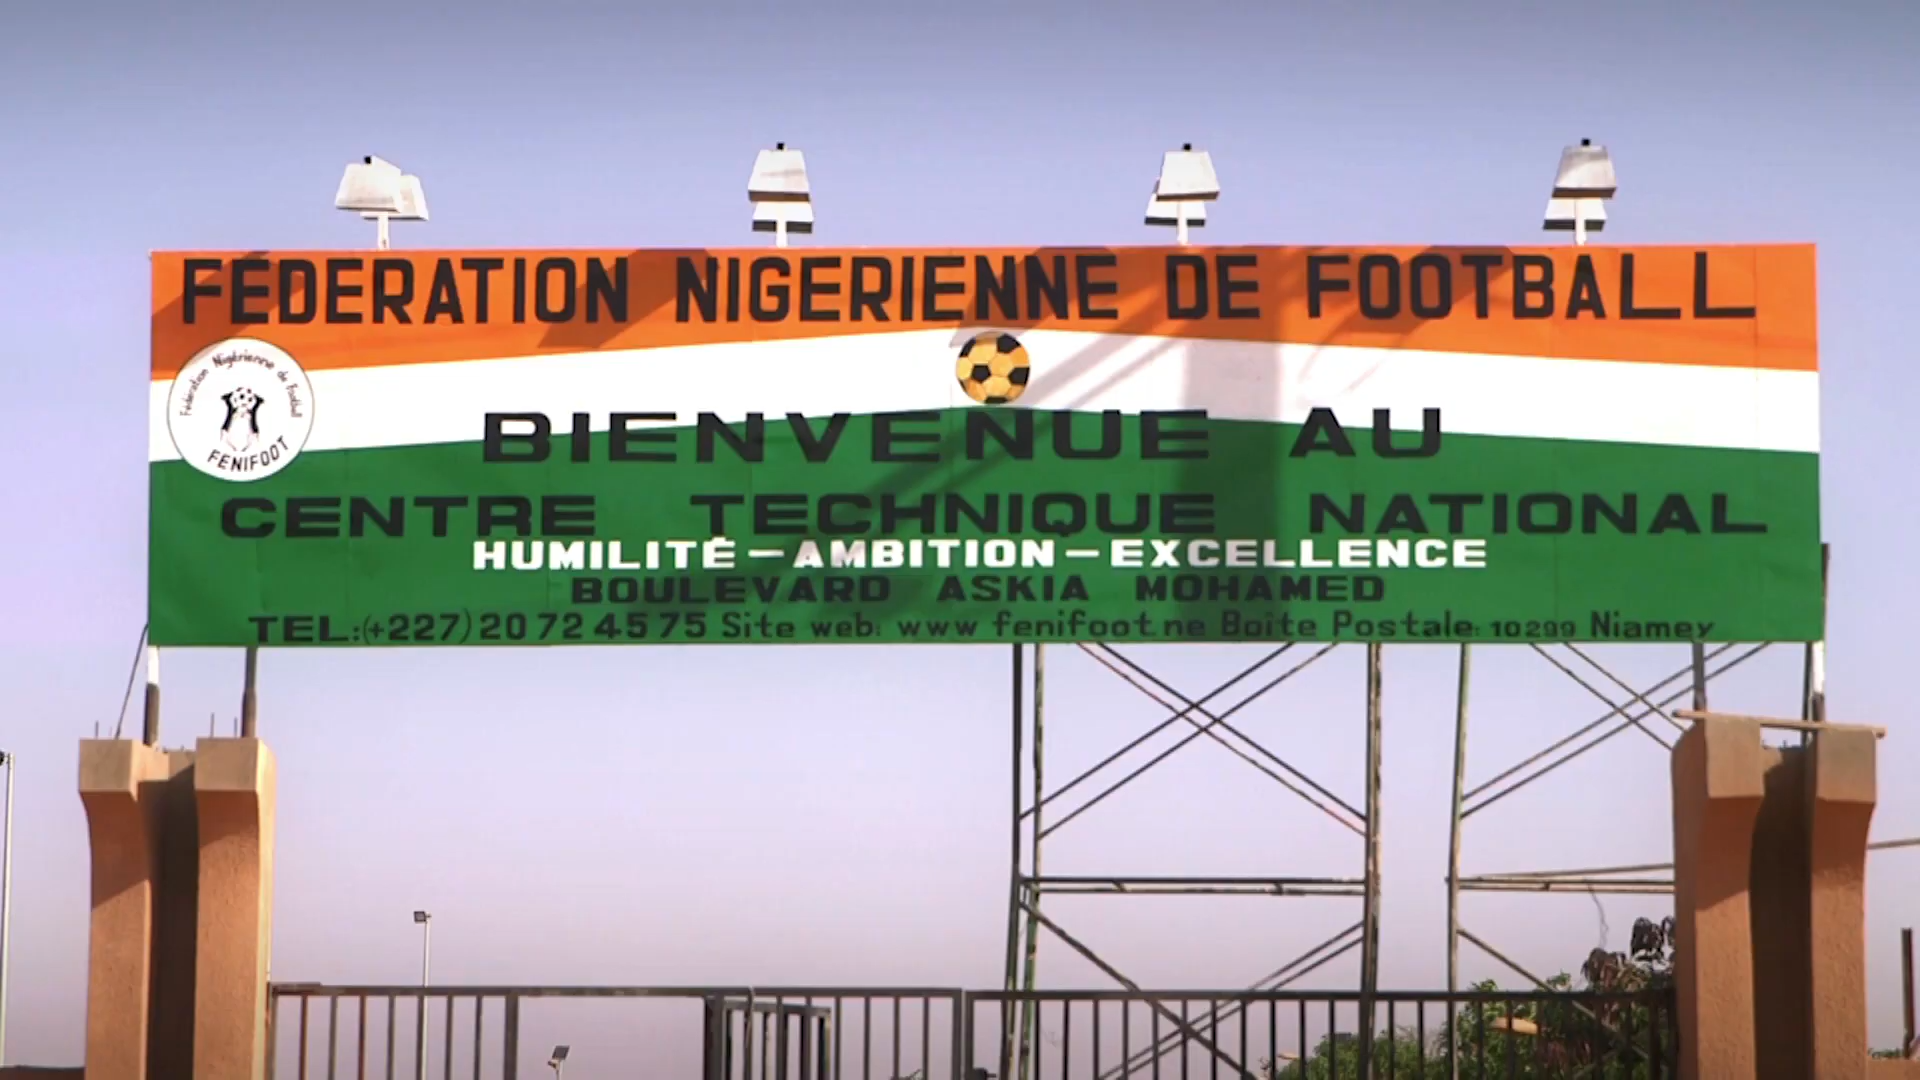 FEDERATION NIGERIENNE DE FOOTBALL
Fédération Nigérienne de Football
FENIFOOT
BIENVENUE AU
CENTRE TECHNIQUE NATIONAL
HUMILITÉ – AMBITION – EXCELLENCE
BOULEVARD ASKIA MOHAMED
TEL:(+227) 20 72 45 75 Site web: www fenifoot.ne Boite Postale: 10299 Niamey